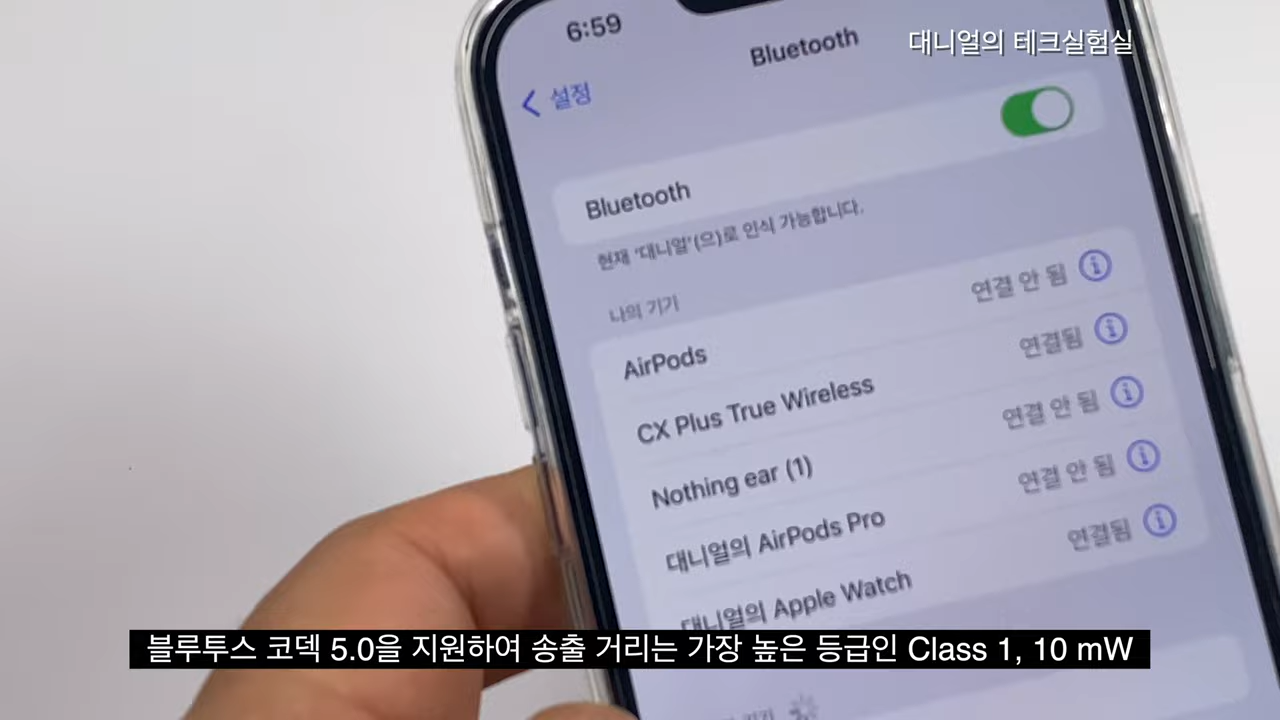 6:59
Bluetooth
대니얼의 테크실험실
설정
Bluetooth
현재 '대니얼'(으)로 인식 가능합니다.
나의 기기
AirPods 연결 안 됨
CX Plus True Wireless 연결됨
Nothing ear (1) 연결 안 됨
대니얼의 AirPods Pro 연결 안 됨
대니얼의 Apple Watch 연결됨
블루투스 코덱 5.0을 지원하여 송출 거리는 가장 높은 등급인 Class 1, 10 mW